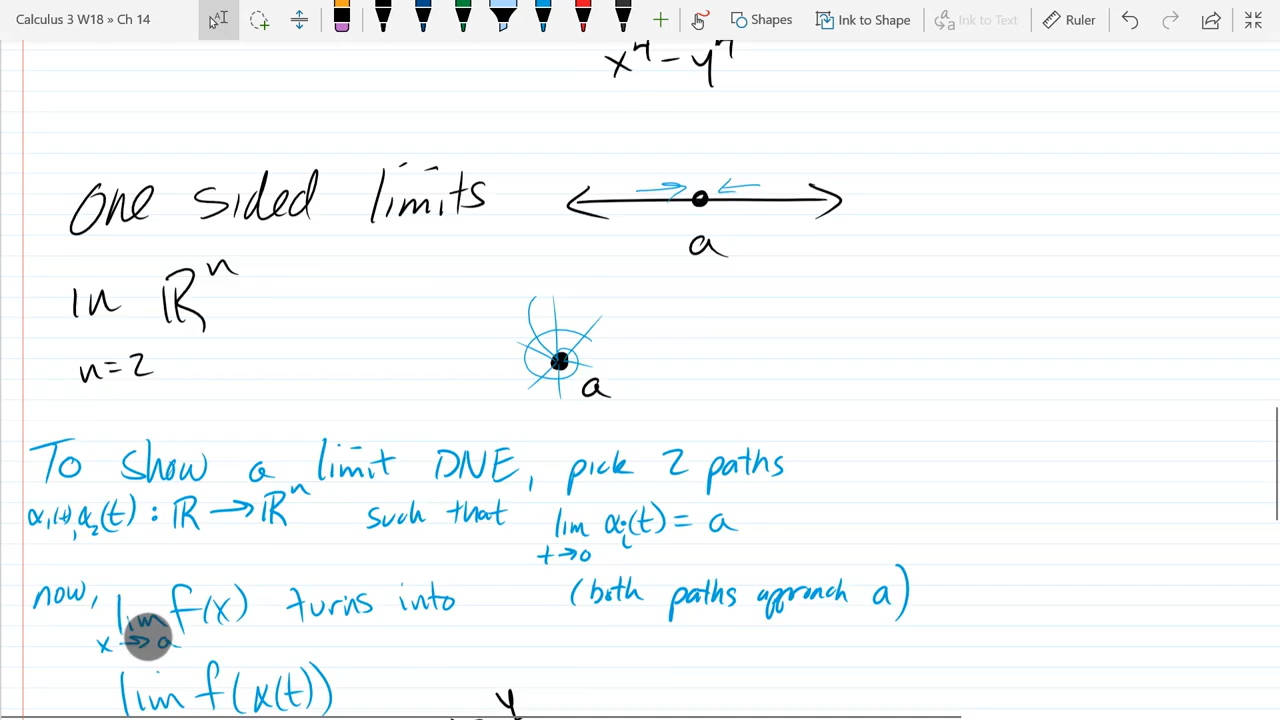 Calculus 3 W18 » Ch 14
Shapes
Ink to Shape
Ink to Text
Ruler
x⁴ - y⁴
one sided limits
a
in ℝⁿ
n=2
a
To show a limit DNE, pick 2 paths
α₁(t), α₂(t) : ℝ → ℝⁿ such that lim αᵢ(t) = a
t→0
now, lim f(x) turns into (both paths approach a)
x → a
lim f(α(t))
y